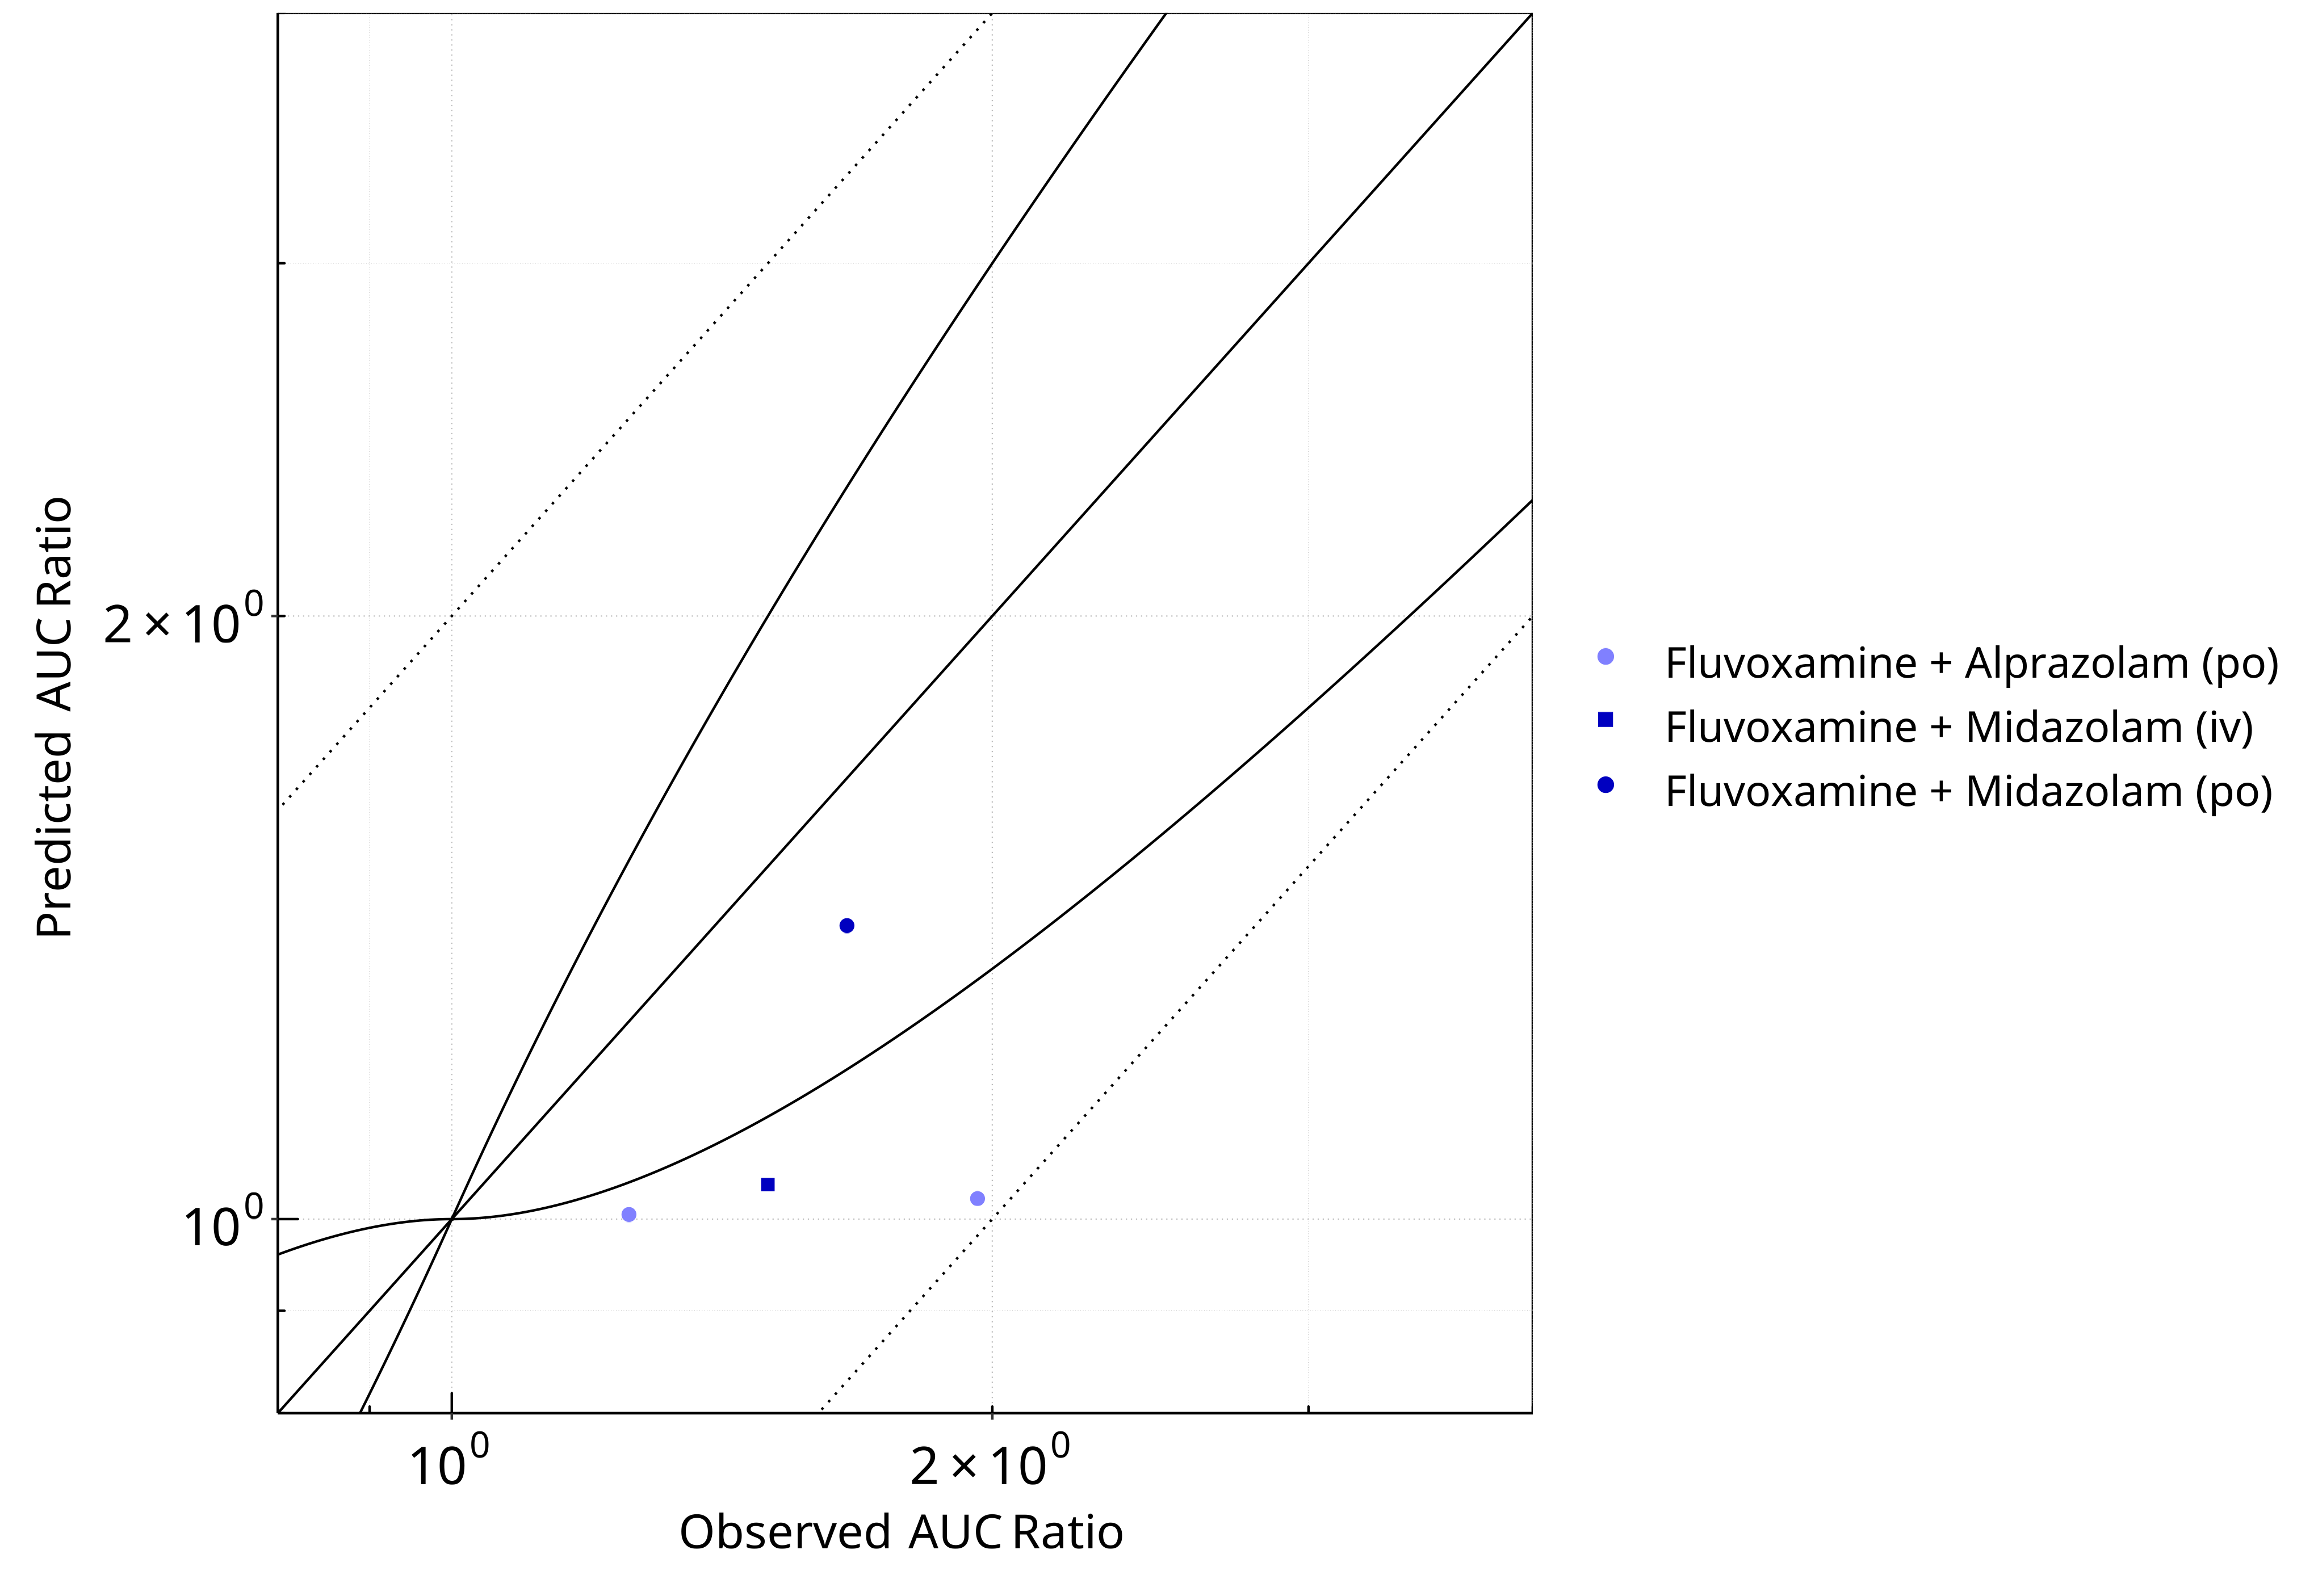 Predicted AUC Ratio
2 × 10⁰
10⁰
10⁰
2 × 10⁰
Observed AUC Ratio
Fluvoxamine + Alprazolam (po)
Fluvoxamine + Midazolam (iv)
Fluvoxamine + Midazolam (po)